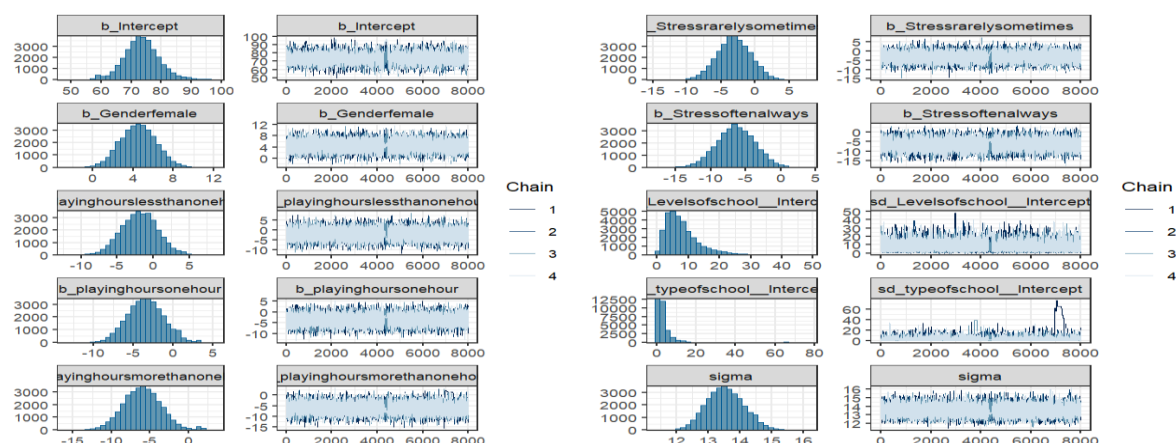 b_Intercept
3000
2000
1000
0
50 60 70 80 90 100
b_Intercept
100
90
80
70
60
50
0 2000 4000 6000 8000
b_Genderfemale
3000
2000
1000
0
0 4 8 12
b_Genderfemale
12
8
4
0
0 2000 4000 6000 8000
ayinghourslessthanoneh
3000
2000
1000
0
-10 -5 0 5
_playinghourslessthanonehou
5
0
-5
-10
0 2000 4000 6000 8000
b_playinghoursonehour
3000
2000
1000
0
-10 -5 0 5
b_playinghoursonehour
5
0
-5
-10
0 2000 4000 6000 8000
ayinghoursmorethanone
3000
2000
1000
0
-15 -10 -5 0
_playinghoursmorethanoneho
0
-5
-10
-15
0 2000 4000 6000 8000
Chain
1
2
3
4
_Stressrarelysometime
3000
2000
1000
0
-15 -10 -5 0 5
b_Stressrarelysometimes
5
0
-5
-10
-15
0 2000 4000 6000 8000
b_Stressoftenalways
3000
2000
1000
0
-15 -10 -5 0 5
b_Stressoftenalways
0
-5
-10
-15
0 2000 4000 6000 8000
Levelsofschool__Interc
5000
4000
3000
2000
1000
0
0 10 20 30 40 50
sd_Levelsofschool__Intercept
50
40
30
20
10
0
0 2000 4000 6000 8000
_typeofschool__Interce
12500
10000
7500
5000
2500
0
0 20 40 60 80
sd_typeofschool__Intercept
60
40
20
0
0 2000 4000 6000 8000
sigma
3000
2000
1000
0
12 13 14 15 16
sigma
16
15
14
13
12
0 2000 4000 6000 8000
Chain
1
2
3
4